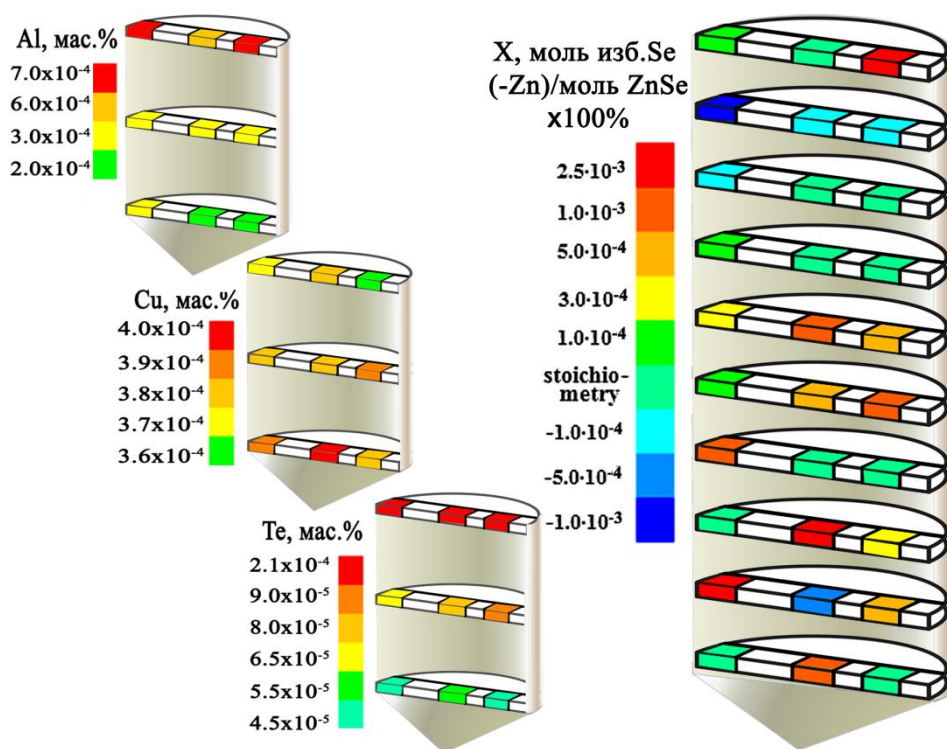 Al, мас.%
7.0x10⁻⁴
6.0x10⁻⁴
3.0x10⁻⁴
2.0x10⁻⁴
Cu, мас.%
4.0x10⁻⁴
3.9x10⁻⁴
3.8x10⁻⁴
3.7x10⁻⁴
3.6x10⁻⁴
Te, мас.%
2.1x10⁻⁴
9.0x10⁻⁵
8.0x10⁻⁵
6.5x10⁻⁵
5.5x10⁻⁵
4.5x10⁻⁵
X, моль изб.Se
(-Zn)/моль ZnSe
x100%
2.5·10⁻³
1.0·10⁻³
5.0·10⁻⁴
3.0·10⁻⁴
1.0·10⁻⁴
stoichio-
metry
-1.0·10⁻⁴
-5.0·10⁻⁴
-1.0·10⁻³